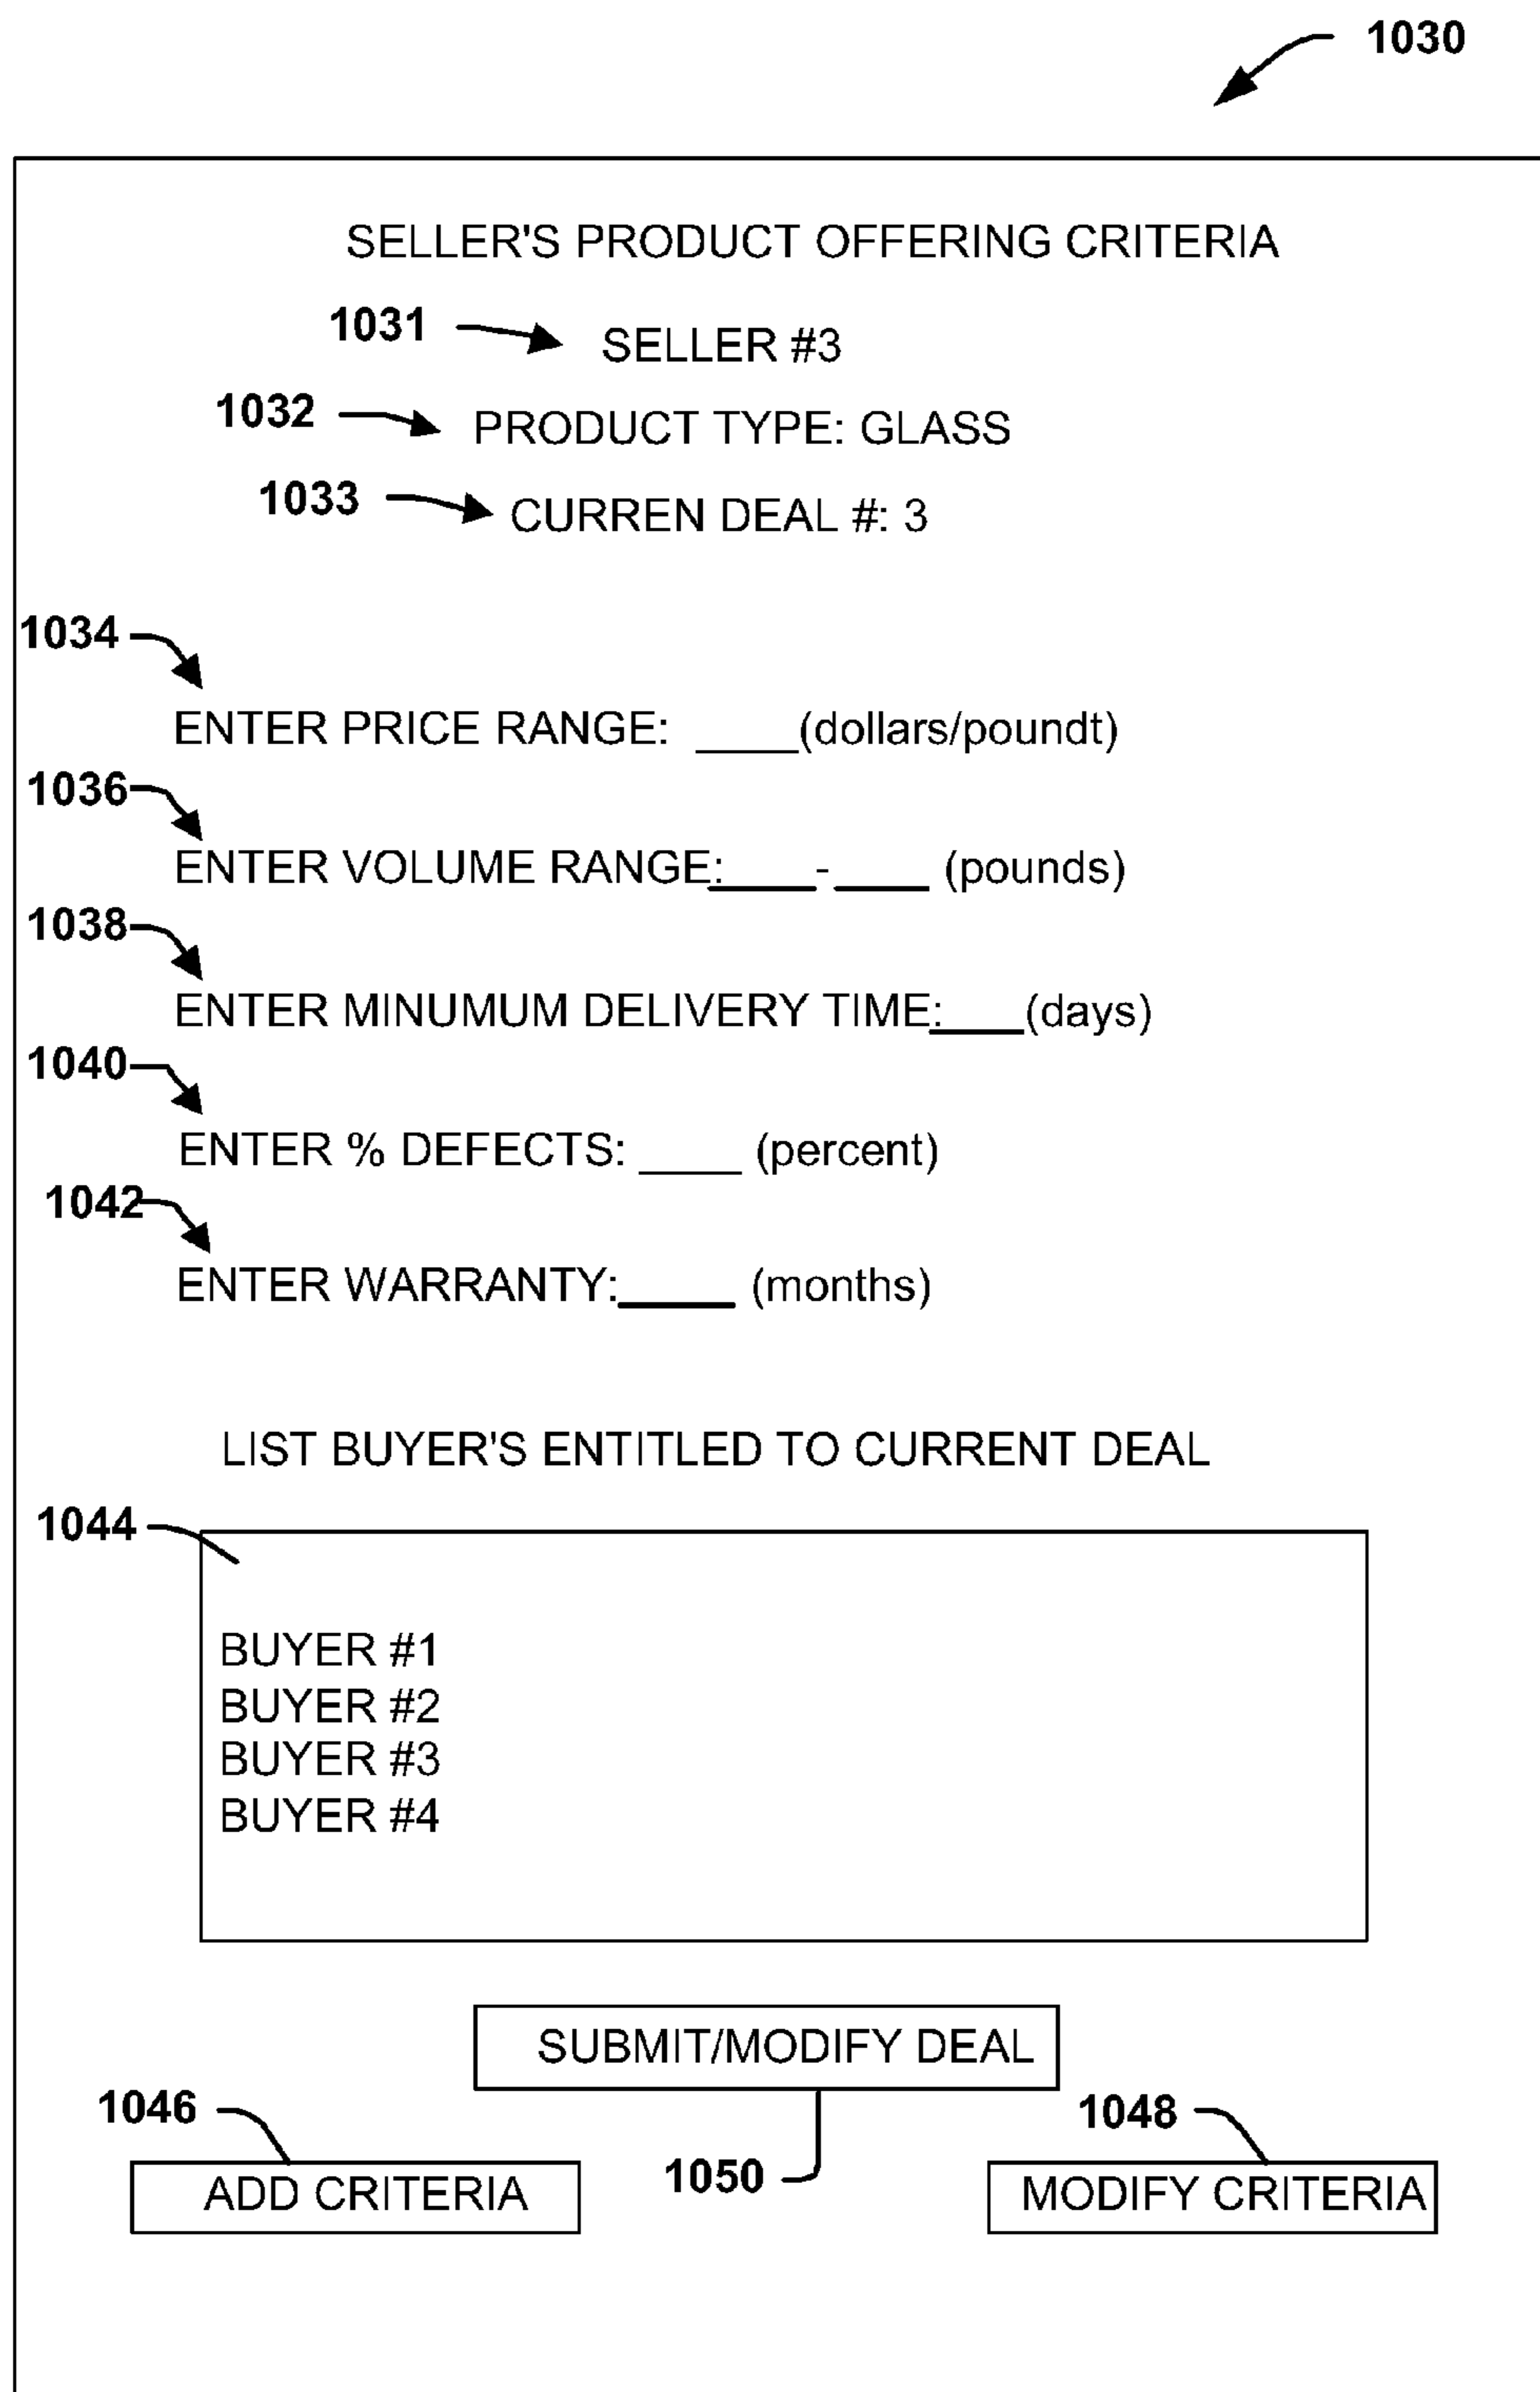 1030
SELLER'S PRODUCT OFFERING CRITERIA
1031 SELLER #3
1032 PRODUCT TYPE: GLASS
1033 CURREN DEAL #: 3
1034
ENTER PRICE RANGE: ____(dollars/poundt)
1036
ENTER VOLUME RANGE:____-____ (pounds)
1038
ENTER MINUMUM DELIVERY TIME:____(days)
1040
ENTER % DEFECTS: ____ (percent)
1042
ENTER WARRANTY:_____ (months)
LIST BUYER'S ENTITLED TO CURRENT DEAL
1044
BUYER #1
BUYER #2
BUYER #3
BUYER #4
SUBMIT/MODIFY DEAL
1046 1048
1050
ADD CRITERIA MODIFY CRITERIA